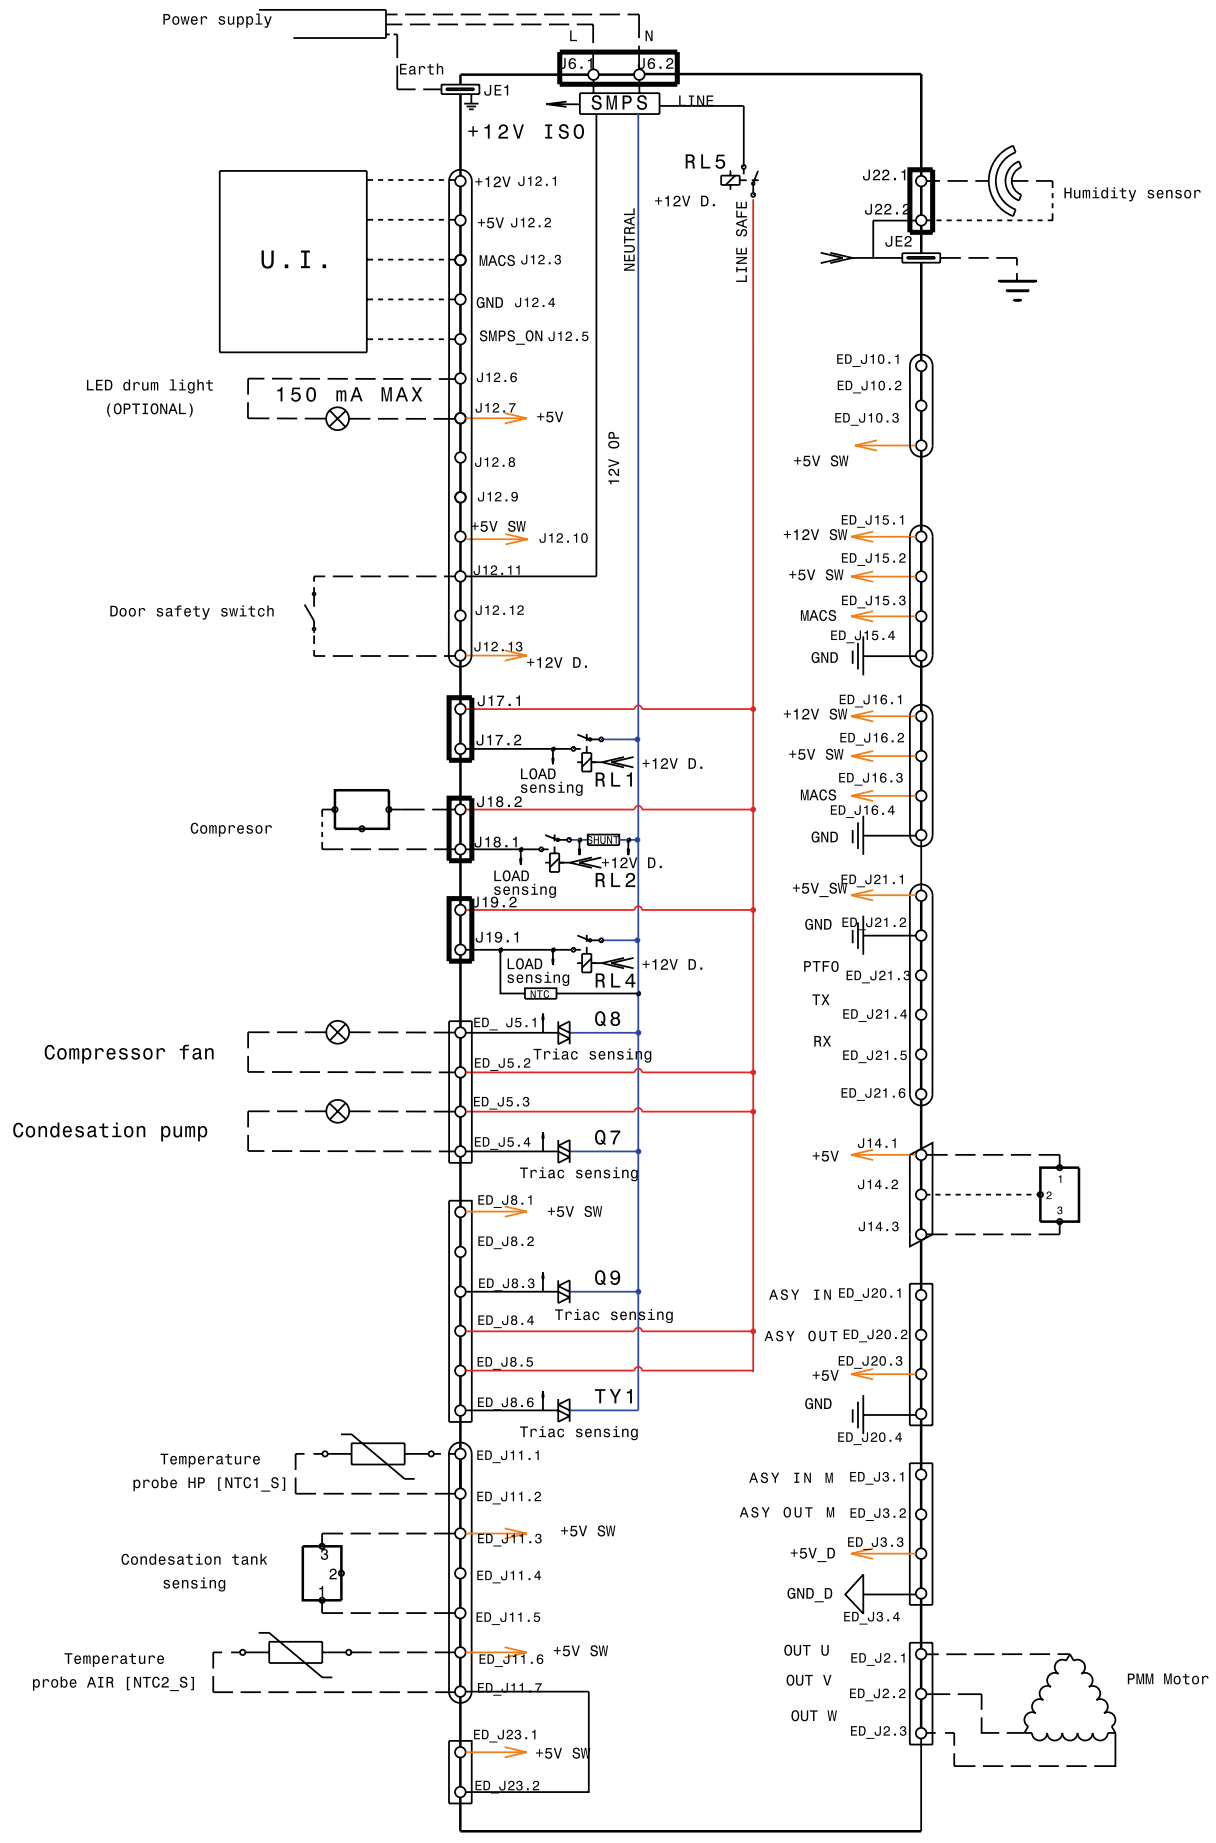 Power supply
L
N
J6.1
J6.2
Earth
JE1
SMPS
LINE
+12V ISO
RL5
+12V D.
NEUTRAL
LINE SAFE
12V OP
U.I.
+12V J12.1
+5V J12.2
MACS J12.3
GND J12.4
SMPS_ON J12.5
LED drum light
(OPTIONAL)
150 mA MAX
J12.6
J12.7
+5V
J12.8
J12.9
+5V SW
J12.10
J12.11
Door safety switch
J12.12
J12.13
+12V D.
J17.1
J17.2
LOAD
sensing
RL1
+12V D.
Compresor
J18.2
J18.1
SHUNT
LOAD
sensing
+12V D.
RL2
J19.2
J19.1
LOAD
sensing
+12V D.
RL4
NTC
Compressor fan
ED_ J5.1
Q8
Triac sensing
ED_J5.2
Condesation pump
ED_J5.3
ED_J5.4
Q7
Triac sensing
ED_J8.1
+5V SW
ED_J8.2
ED_J8.3
Q9
Triac sensing
ED_J8.4
ED_J8.5
ED_J8.6
TY1
Triac sensing
Temperature
probe HP [NTC1_S]
ED_J11.1
ED_J11.2
Condesation tank
sensing
3
2
1
ED_J11.3
+5V SW
ED_J11.4
ED_J11.5
Temperature
probe AIR [NTC2_S]
ED_J11.6
+5V SW
ED_J11.7
ED_J23.1
+5V SW
ED_J23.2
J22.1
J22.2
Humidity sensor
JE2
ED_J10.1
ED_J10.2
ED_J10.3
+5V SW
ED_J15.1
+12V SW
ED_J15.2
+5V SW
ED_J15.3
MACS
ED_J15.4
GND
ED_J16.1
+12V SW
ED_J16.2
+5V SW
ED_J16.3
MACS
ED_J16.4
GND
ED_J21.1
+5V_SW
GND ED_J21.2
PTFO ED_J21.3
TX
ED_J21.4
RX
ED_J21.5
ED_J21.6
J14.1
+5V
J14.2
J14.3
1
2
3
ASY IN ED_J20.1
ASY OUT ED_J20.2
ED_J20.3
+5V
GND
ED_J20.4
ASY IN M ED_J3.1
ASY OUT M ED_J3.2
ED_J3.3
+5V_D
GND_D
ED_J3.4
OUT U
ED_J2.1
OUT V
ED_J2.2
OUT W
ED_J2.3
PMM Motor